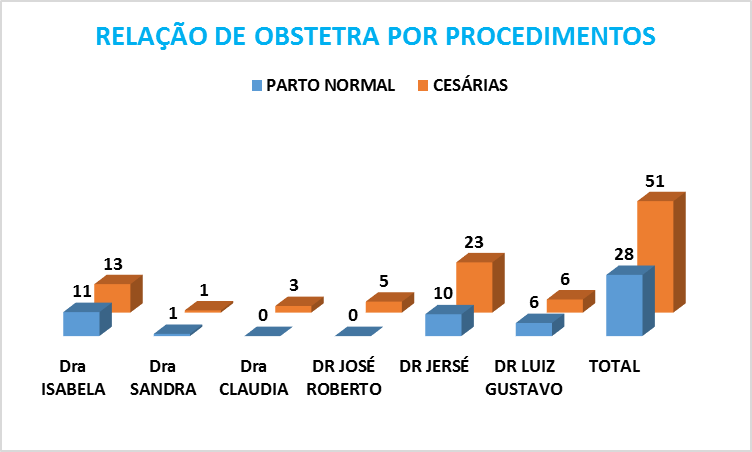 RELAÇÃO DE OBSTETRA POR PROCEDIMENTOS
PARTO NORMAL CESÁRIAS
11 13 1 1 0 3 0 5 10 23 6 6 28 51
Dra ISABELA
Dra SANDRA
Dra CLAUDIA
DR JOSÉ ROBERTO
DR JERSÉ
DR LUIZ GUSTAVO
TOTAL